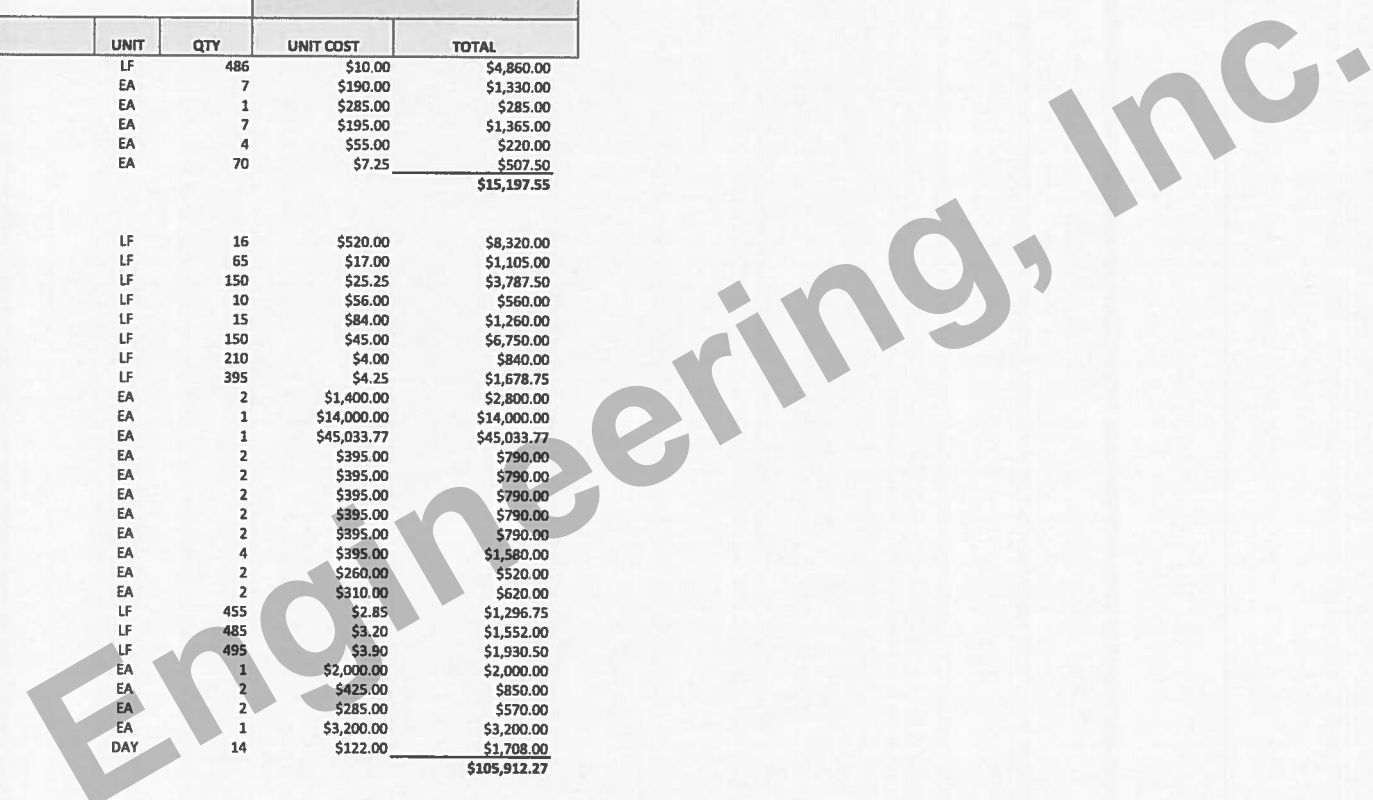 UNIT QTY UNIT COST TOTAL
LF 486 $10.00 $4,860.00
EA 7 $190.00 $1,330.00
EA 1 $285.00 $285.00
EA 7 $195.00 $1,365.00
EA 4 $55.00 $220.00
EA 70 $7.25 $507.50
$15,197.55
LF 16 $520.00 $8,320.00
LF 65 $17.00 $1,105.00
LF 150 $25.25 $3,787.50
LF 10 $56.00 $560.00
LF 15 $84.00 $1,260.00
LF 150 $45.00 $6,750.00
LF 210 $4.00 $840.00
LF 395 $4.25 $1,678.75
EA 2 $1,400.00 $2,800.00
EA 1 $14,000.00 $14,000.00
EA 1 $45,033.77 $45,033.77
EA 2 $395.00 $790.00
EA 2 $395.00 $790.00
EA 2 $395.00 $790.00
EA 2 $395.00 $790.00
EA 2 $395.00 $790.00
EA 4 $395.00 $1,580.00
EA 2 $260.00 $520.00
EA 2 $310.00 $620.00
LF 455 $2.85 $1,296.75
LF 485 $3.20 $1,552.00
LF 495 $3.90 $1,930.50
EA 1 $2,000.00 $2,000.00
EA 2 $425.00 $850.00
EA 2 $285.00 $570.00
EA 1 $3,200.00 $3,200.00
DAY 14 $122.00 $1,708.00
$105,912.27
Engineering, Inc.